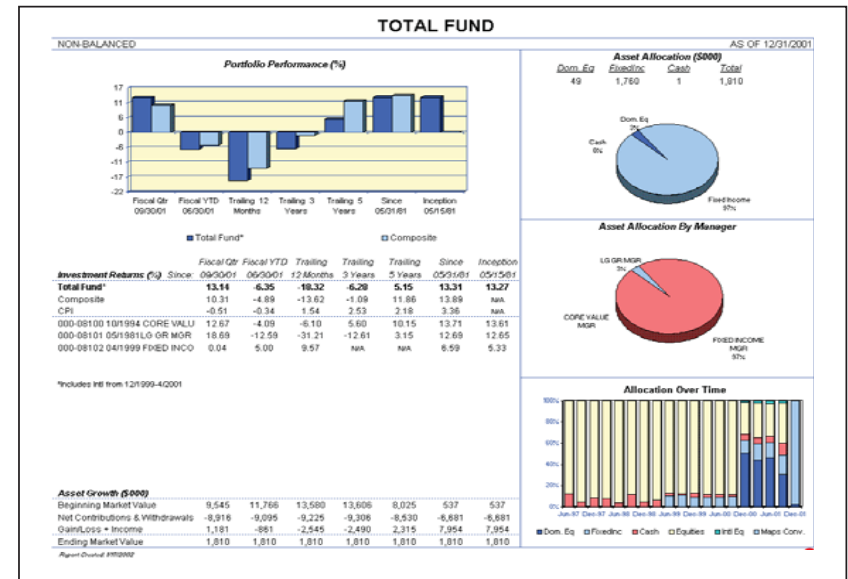 TOTAL FUND
NON-BALANCED
AS OF 12/31/2001
Portfolio Performance (%)
17
11
6
0
-6
-11
-17
-22
Fiscal Qtr 09/30/01
Fiscal YTD 06/30/01
Trailing 12 Months
Trailing 3 Years
Trailing 5 Years
Since 05/31/81
Inception 05/15/81
Total Fund*
Composite
Fiscal Qtr Fiscal YTD Trailing Trailing Trailing Since Inception
Investment Returns (%) Since: 09/30/01 06/30/01 12 Months 3 Years 5 Years 05/31/81 05/15/81
Total Fund* 13.14 -6.35 -18.32 -6.28 5.15 13.31 13.27
Composite 10.31 -4.89 -13.62 -1.09 11.86 13.89 N/A
CPI -0.51 -0.34 1.54 2.53 2.18 3.36 N/A
000-08100 10/1994 CORE VALU 12.67 -4.09 -6.10 5.60 10.15 13.71 13.61
000-08101 05/1981LG GR MGR 18.69 -12.59 -31.21 -12.61 3.15 12.69 12.65
000-08102 04/1999 FIXED INCO 0.04 5.00 9.57 N/A N/A 6.59 5.33
*Includes Intl from 12/1999-4/2001
Asset Growth ($000)
Beginning Market Value 9,545 11,766 13,580 13,606 8,025 537 537
Net Contributions & Withdrawals -8,916 -9,095 -9,225 -9,306 -8,530 -6,681 -6,681
Gain/Loss + Income 1,181 -861 -2,545 -2,490 2,315 7,954 7,954
Ending Market Value 1,810 1,810 1,810 1,810 1,810 1,810 1,810
Report Created:
Asset Allocation ($000)
Dom. Eq FixedInc Cash Total
49 1,760 1 1,810
Dom. Eq
Cash
Fixed Income
97%
Asset Allocation By Manager
LG GR MGR
3%
CORE VALUE
MGR
FIXED INCOME
MGR
97%
Allocation Over Time
100%
80%
60%
40%
20%
0%
Jun-97 Dec-97 Jun-98 Dec-98 Jun-99 Dec-99 Jun-00 Dec-00 Jun-01 Dec-01
Dom. Eq FixedInc Cash Equities Intl Eq Maps Conv.